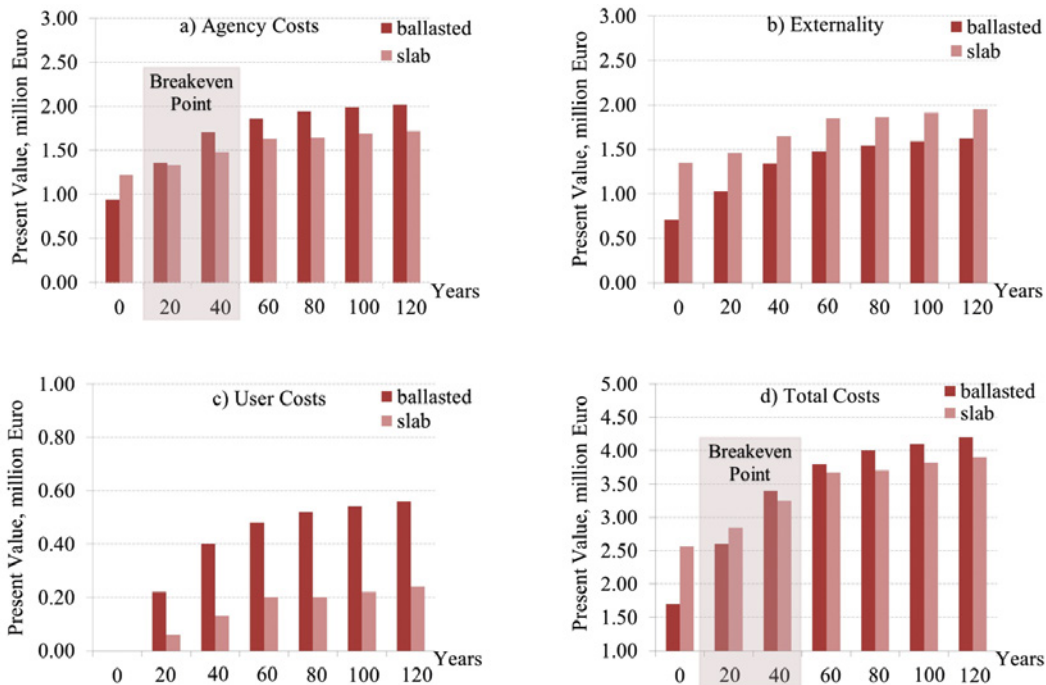 a) Agency Costs
ballasted
slab
Breakeven
Point
Present Value, million Euro
3.00
2.50
2.00
1.50
1.00
0.50
0.00
0 20 40 60 80 100 120
Years
b) Externality
ballasted
slab
Present Value, million Euro
3.00
2.50
2.00
1.50
1.00
0.50
0.00
0 20 40 60 80 100 120
Years
c) User Costs
ballasted
slab
Present Value, million Euro
1.00
0.80
0.60
0.40
0.20
0.00
0 20 40 60 80 100 120
Years
d) Total Costs
ballasted
slab
Breakeven
Point
Present Value, million Euro
5.00
4.50
4.00
3.50
3.00
2.50
2.00
1.50
1.00
0 20 40 60 80 100 120
Years